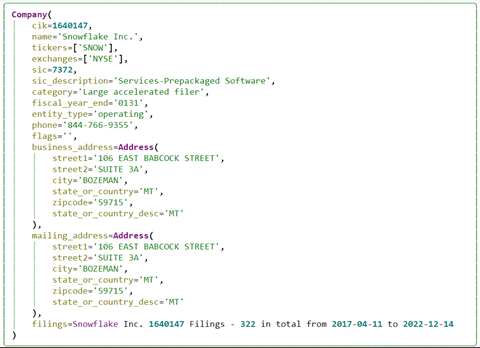 Company(
    cik=1640147,
    name='Snowflake Inc.',
    tickers=['SNOW'],
    exchanges=['NYSE'],
    sic=7372,
    sic_description='Services-Prepackaged Software',
    category='Large accelerated filer',
    fiscal_year_end='0131',
    entity_type='operating',
    phone='844-766-9355',
    flags='',
    business_address=Address(
        street1='106 EAST BABCOCK STREET',
        street2='SUITE 3A',
        city='BOZEMAN',
        state_or_country='MT',
        zipcode='59715',
        state_or_country_desc='MT'
    ),
    mailing_address=Address(
        street1='106 EAST BABCOCK STREET',
        street2='SUITE 3A',
        city='BOZEMAN',
        state_or_country='MT',
        zipcode='59715',
        state_or_country_desc='MT'
    ),
    filings=Snowflake Inc. 1640147 Filings - 322 in total from 2017-04-11 to 2022-12-14
)